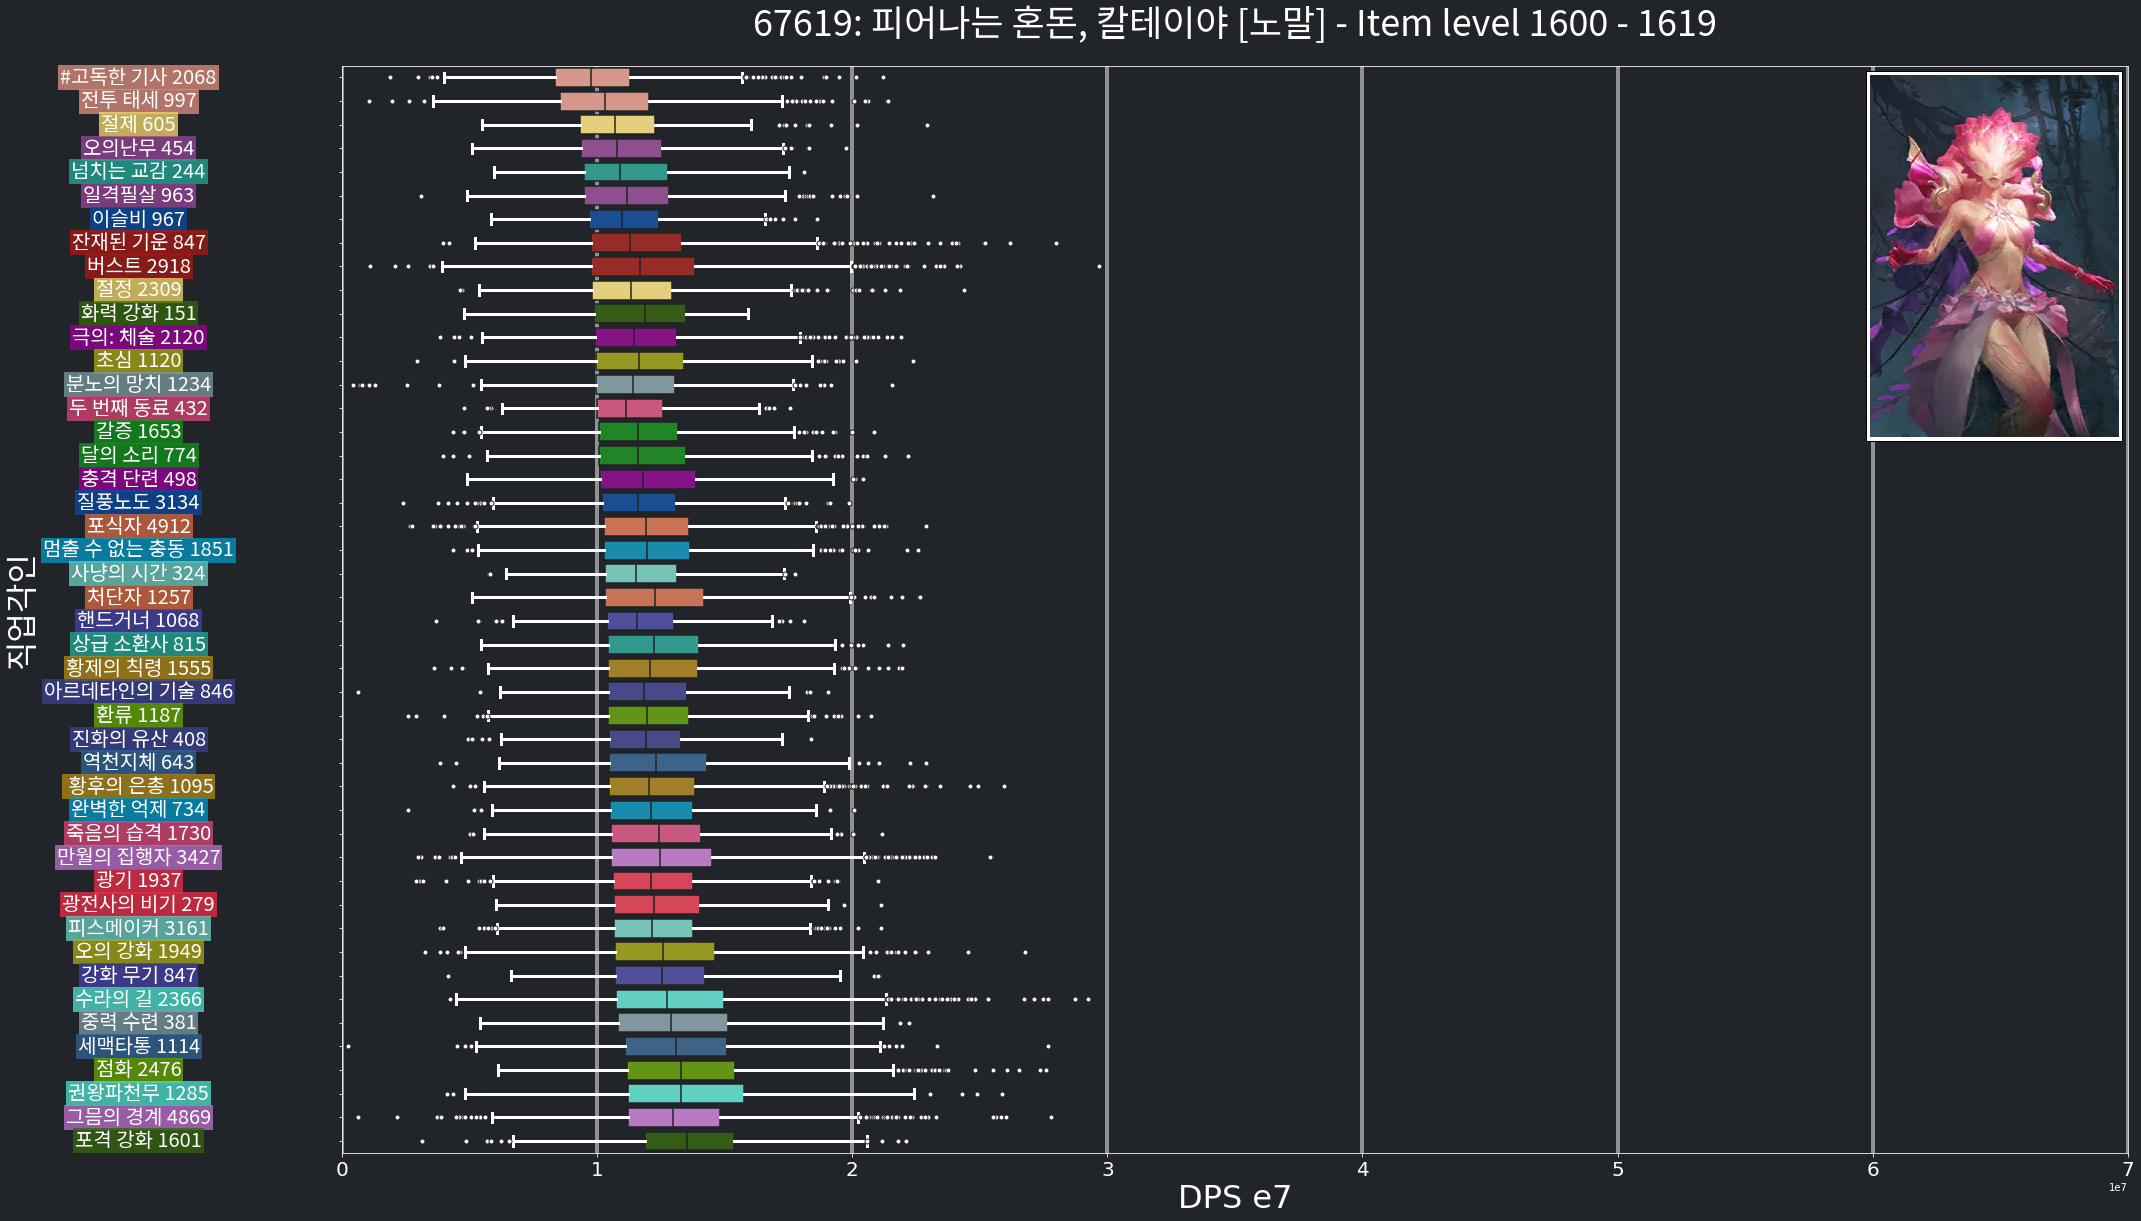 67619: 피어나는 혼돈, 칼테이야 [노말] - Item level 1600 - 1619
직업각인
#고독한 기사 2068
전투 태세 997
절제 605
오의난무 454
넘치는 교감 244
일격필살 963
이슬비 967
잔재된 기운 847
버스트 2918
절정 2309
화력 강화 151
극의: 체술 2120
초심 1120
분노의 망치 1234
두 번째 동료 432
갈증 1653
달의 소리 774
충격 단련 498
질풍노도 3134
포식자 4912
멈출 수 없는 충동 1851
사냥의 시간 324
처단자 1257
핸드거너 1068
상급 소환사 815
황제의 칙령 1555
아르데타인의 기술 846
환류 1187
진화의 유산 408
역천지체 643
황후의 은총 1095
완벽한 억제 734
죽음의 습격 1730
만월의 집행자 3427
광기 1937
광전사의 비기 279
피스메이커 3161
오의 강화 1949
강화 무기 847
수라의 길 2366
중력 수련 381
세맥타통 1114
점화 2476
권왕파천무 1285
그믐의 경계 4869
포격 강화 1601
0 1 2 3 4 5 6 7
1e7
DPS e7